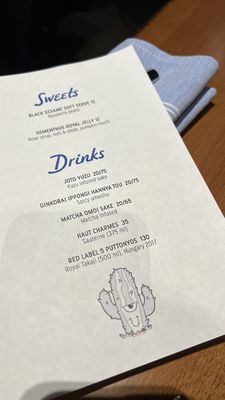 Sweets
BLACK SESAME SOFT SERVE 12
Raspberry pearls
OSMENTHUS ROYAL JELLY 12
Rose syrup, nuts & seeds, pumpkin mochi
Drinks
JOTO YUZU 20/75
Yuzu infused sake
GINKOBAI IPPONGI HANNYA TOU 20/75
Spicy umeshu
MATCHA OMOI SAKE 20/65
Matcha infused
HAUT CHARMES 35
Sauterne (375 ml)
RED LABEL 5 PUTTONYOS 130
Royal Tokaji (500 ml), Hungary 2017